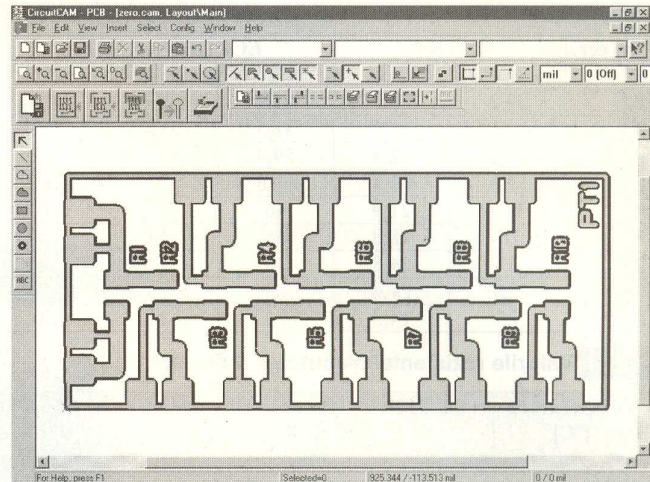 CircuitCAM - PCB - [zero.cam, Layout\Main]
File Edit View Insert Select Config Window Help
mil
0 (Off)
0
ABC
PT1
R1
R2
R4
R6
R8
R10
R3
R5
R7
R9
For Help, press F1
Selected=0
925.344 / -113.513 mil
0 / 0 mil